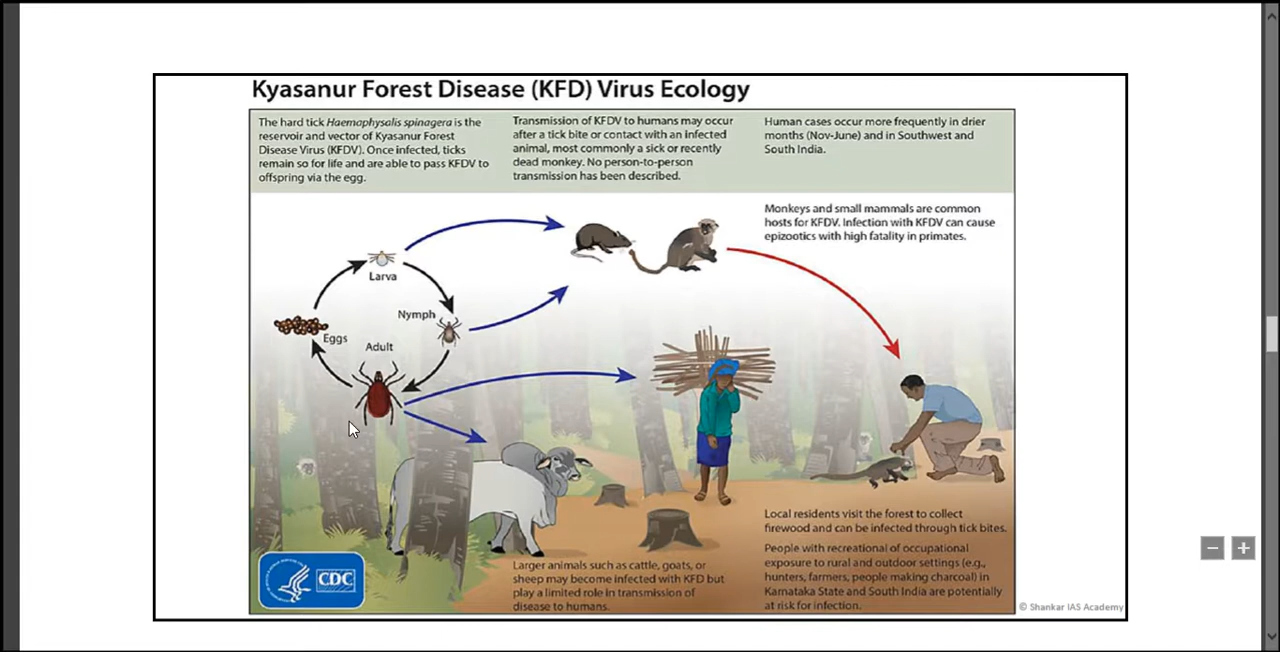 Kyasanur Forest Disease (KFD) Virus Ecology
The hard tick Haemophysalis spinagera is the
reservoir and vector of Kyasanur Forest
Disease Virus (KFDV). Once infected, ticks
remain so for life and are able to pass KFDV to
offspring via the egg.
Transmission of KFDV to humans may occur
after a tick bite or contact with an infected
animal, most commonly a sick or recently
dead monkey. No person-to-person
transmission has been described.
Human cases occur more frequently in drier
months (Nov-June) and in Southwest and
South India.
Monkeys and small mammals are common
hosts for KFDV. Infection with KFDV can cause
epizootics with high fatality in primates.
Larva
Nymph
Eggs
Adult
Local residents visit the forest to collect
firewood and can be infected through tick bites.
People with recreational of occupational
exposure to rural and outdoor settings (e.g.,
hunters, farmers, people making charcoal) in
Karnataka State and South India are potentially
at risk for infection.
Larger animals such as cattle, goats, or
sheep may become infected with KFD but
play a limited role in transmission of
disease to humans.
CDC
© Shankar IAS Academy